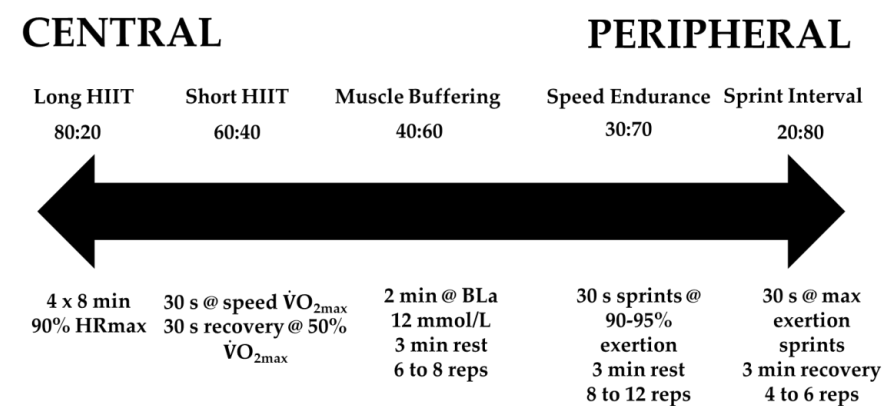 CENTRAL
PERIPHERAL
Long HIIT
80:20
Short HIIT
60:40
Muscle Buffering
40:60
Speed Endurance
30:70
Sprint Interval
20:80
4 x 8 min
90% HRmax
30 s @ speed V̇O₂max
30 s recovery @ 50%
V̇O₂max
2 min @ BLa
12 mmol/L
3 min rest
6 to 8 reps
30 s sprints @
90-95%
exertion
3 min rest
8 to 12 reps
30 s @ max
exertion
sprints
3 min recovery
4 to 6 reps